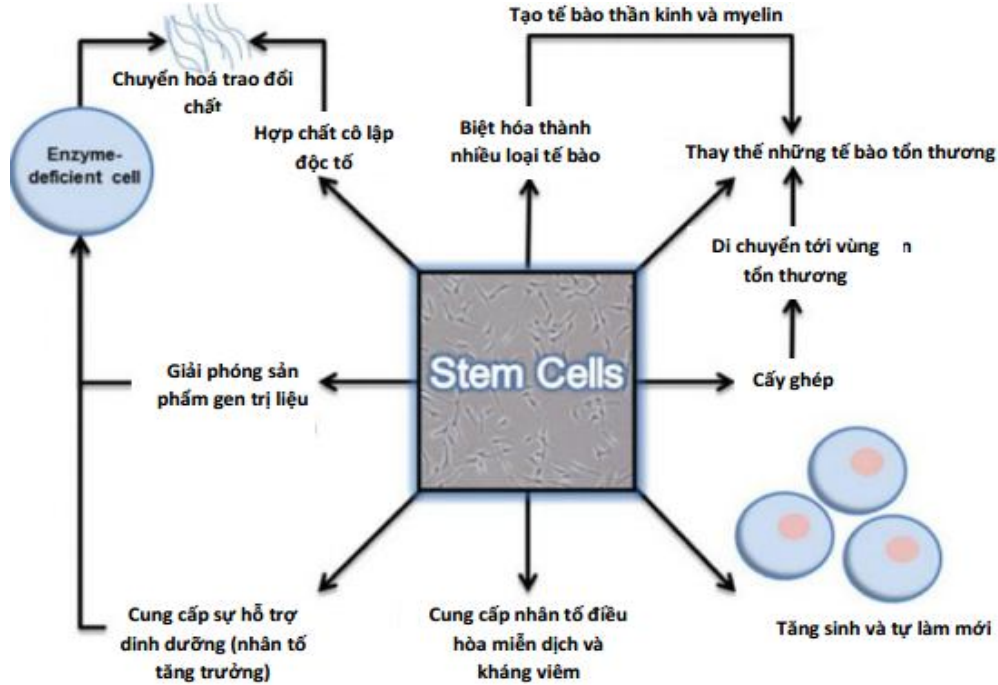 Tạo tế bào thần kinh và myelin
Chuyển hoá trao đổi
chất
Enzyme-
deficient cell
Hợp chất cô lập
độc tố
Biệt hóa thành
nhiều loại tế bào
Thay thế những tế bào tổn thương
Di chuyển tới vùng n
tổn thương
Stem Cells
Giải phóng sản
phẩm gen trị liệu
Cấy ghép
Cung cấp sự hỗ trợ
dinh dưỡng (nhân tố
tăng trưởng)
Cung cấp nhân tố điều
hòa miễn dịch và
kháng viêm
Tăng sinh và tự làm mới